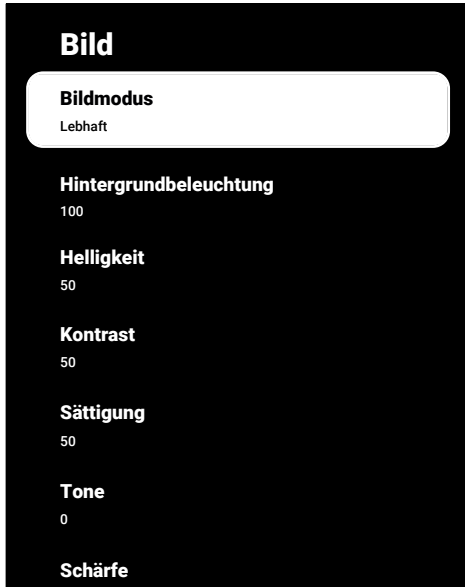 Bild
Bildmodus
Lebhaft
Hintergrundbeleuchtung
100
Helligkeit
50
Kontrast
50
Sättigung
50
Tone
0
Schärfe